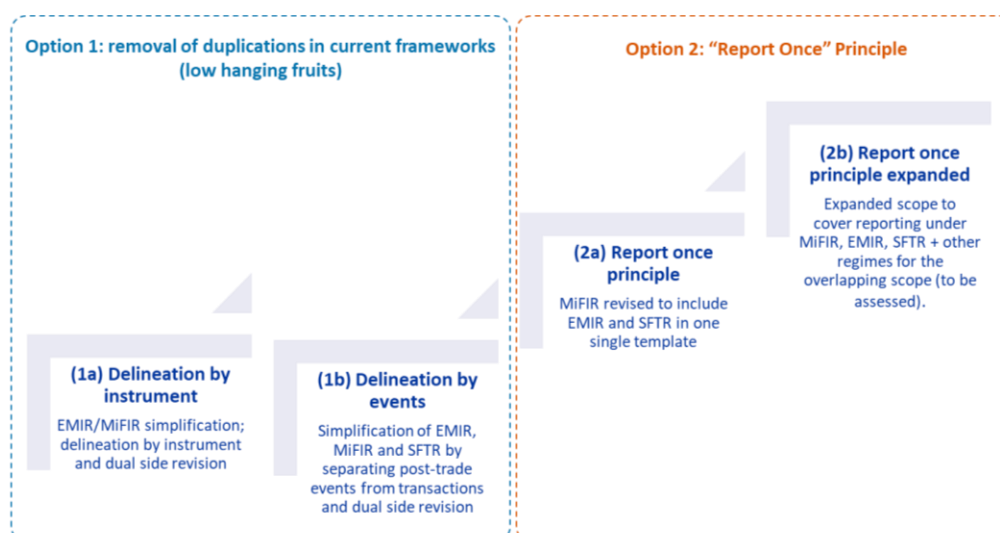 Option 1: removal of duplications in current frameworks
(low hanging fruits)
(1a) Delineation by
instrument
EMIR/MiFIR simplification;
delineation by instrument
and dual side revision
(1b) Delineation by
events
Simplification of EMIR,
MiFIR and SFTR by
separating post-trade
events from transactions
and dual side revision
Option 2: “Report Once” Principle
(2a) Report once
principle
MiFIR revised to include
EMIR and SFTR in one
single template
(2b) Report once
principle expanded
Expanded scope to
cover reporting under
MiFIR, EMIR, SFTR + other
regimes for the
overlapping scope (to be
assessed).